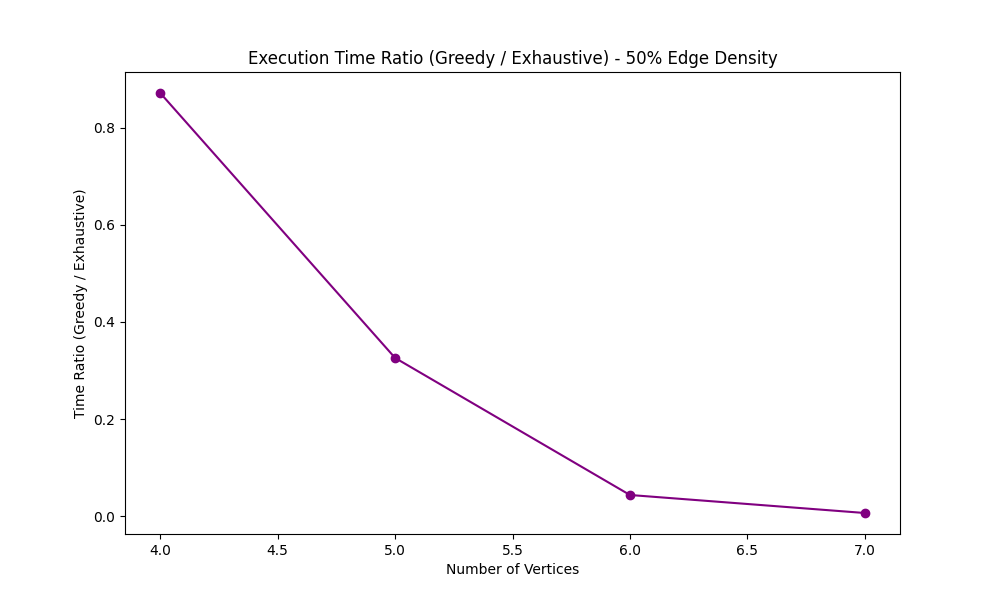 Execution Time Ratio (Greedy / Exhaustive) - 50% Edge Density
Time Ratio (Greedy / Exhaustive)
0.8
0.6
0.4
0.2
0.0
4.0 4.5 5.0 5.5 6.0 6.5 7.0
Number of Vertices